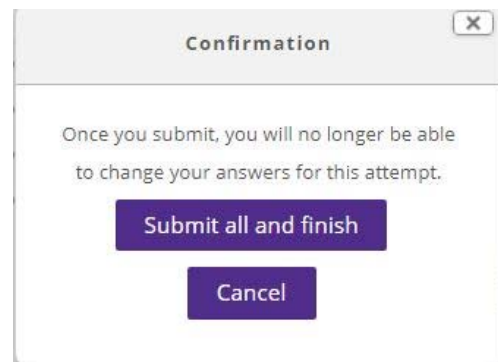 Confirmation
Once you submit, you will no longer be able
to change your answers for this attempt.
Submit all and finish
Cancel